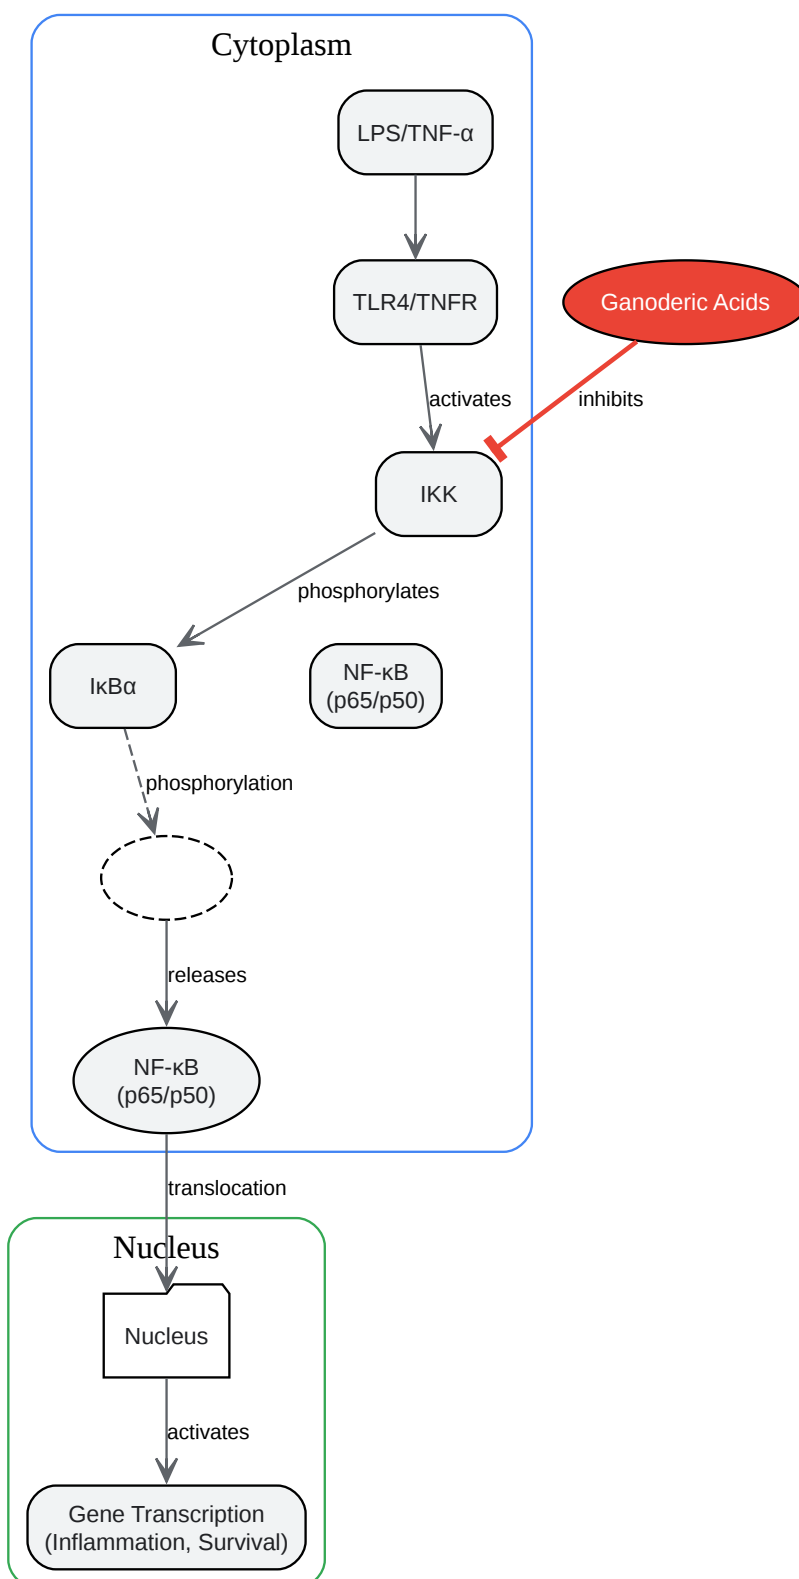 Cytoplasm
LPS/TNF-α
TLR4/TNFR
Ganoderic Acids
activates
inhibits
IKK
phosphorylates
IκBα
NF-κB
(p65/p50)
phosphorylation
releases
NF-κB
(p65/p50)
translocation
Nucleus
Nucleus
activates
Gene Transcription
(Inflammation, Survival)